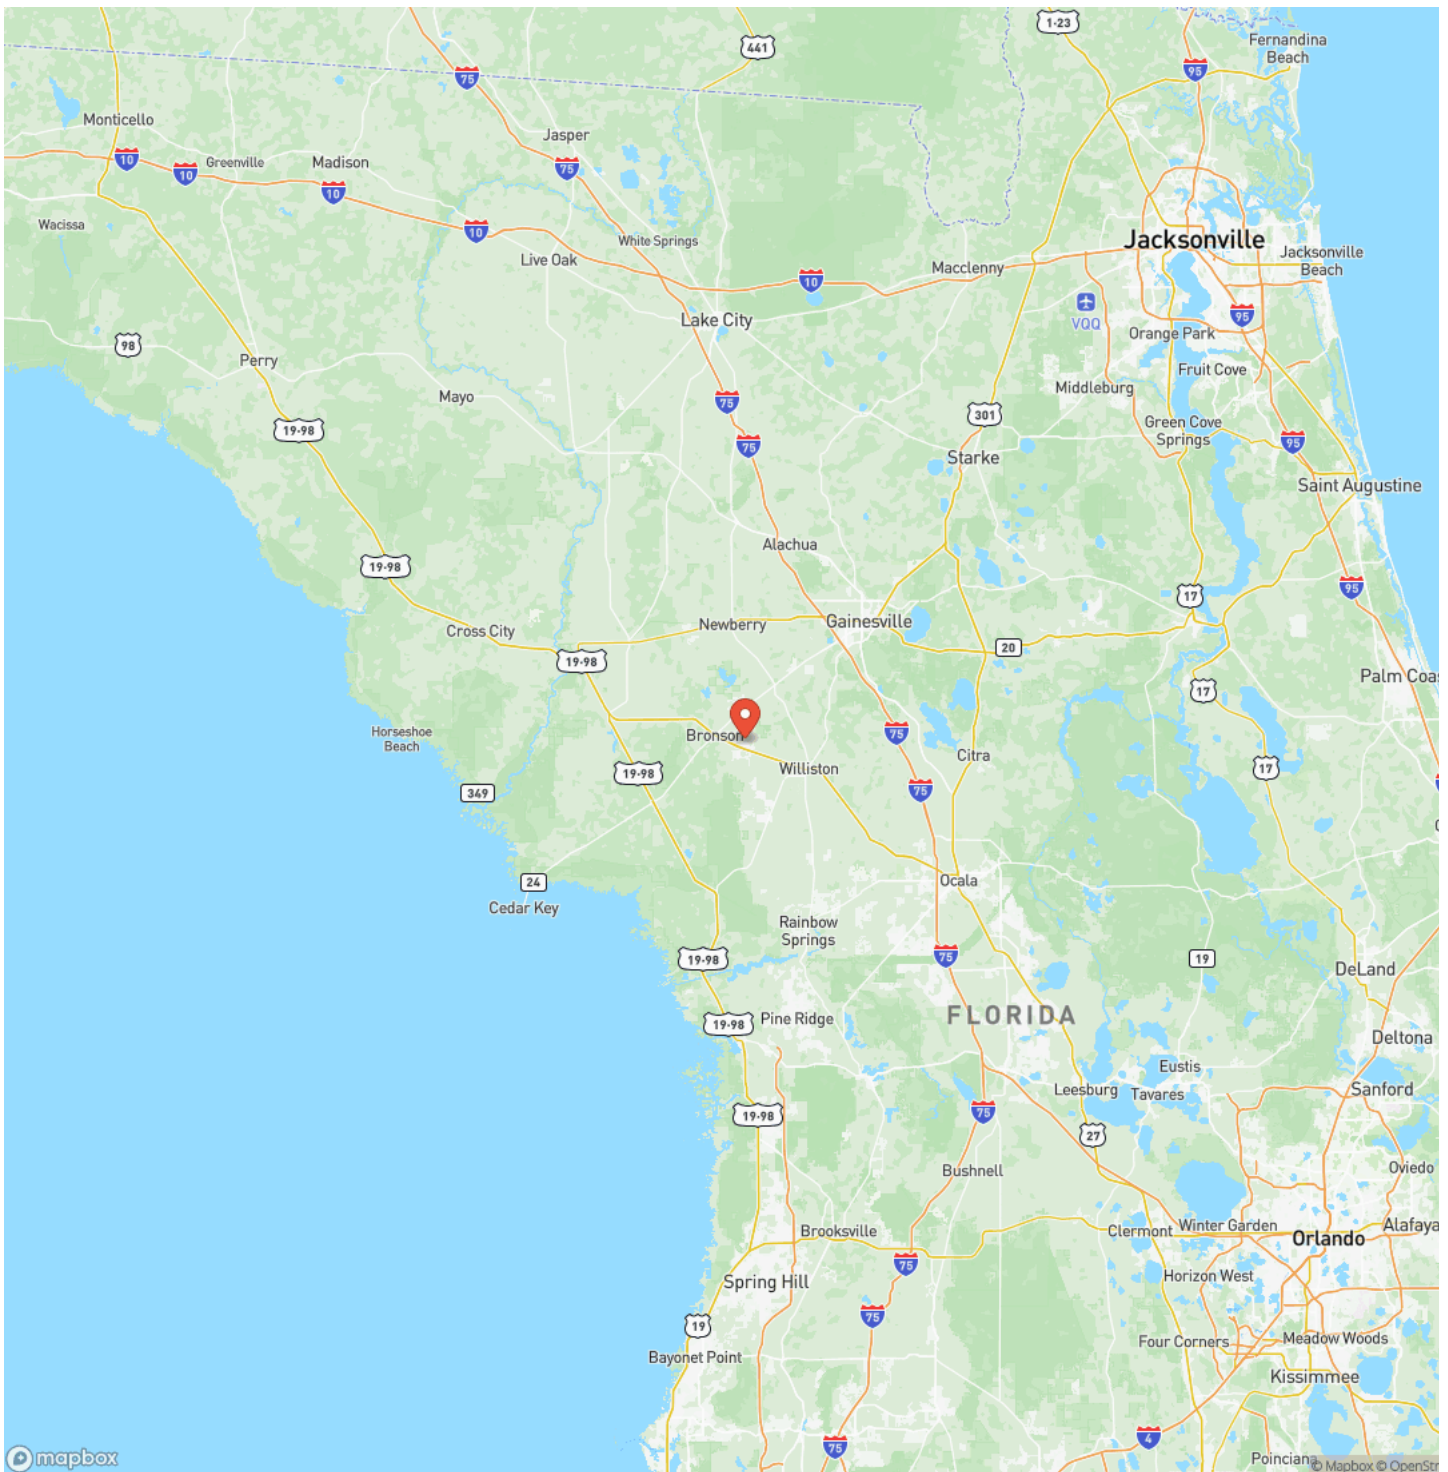 1-23
441
Fernandina
Beach
75
95
Monticello
Jasper
10
Greenville
Madison
75
10
10
Wacissa
10
White Springs
Jacksonville
Live Oak
Macclenny
Jacksonville
Beach
10
VQQ
95
Lake City
Orange Park
98
Perry
Fruit Cove
Mayo
75
Middleburg
301
19-98
Green Cove
Springs
75
95
Starke
Saint Augustine
Alachua
19-98
95
17
Newberry
Gainesville
Cross City
20
19-98
Palm Coas
17
Horseshoe
Beach
Bronson
75
Citra
Williston
17
19-98
349
75
24
Ocala
Cedar Key
Rainbow
Springs
19-98
75
19
DeLand
FLORIDA
Pine Ridge
19-98
Deltona
Eustis
Leesburg
Tavares
Sanford
19-98
75
27
Bushnell
Oviedo
Brooksville
Clermont
Winter Garden
Alafaya
Orlando
75
Spring Hill
Horizon West
75
19
Four Corners
Meadow Woods
Bayonet Point
Kissimmee
75
4
mapbox
Poinciana
© Mapbox © OpenStr